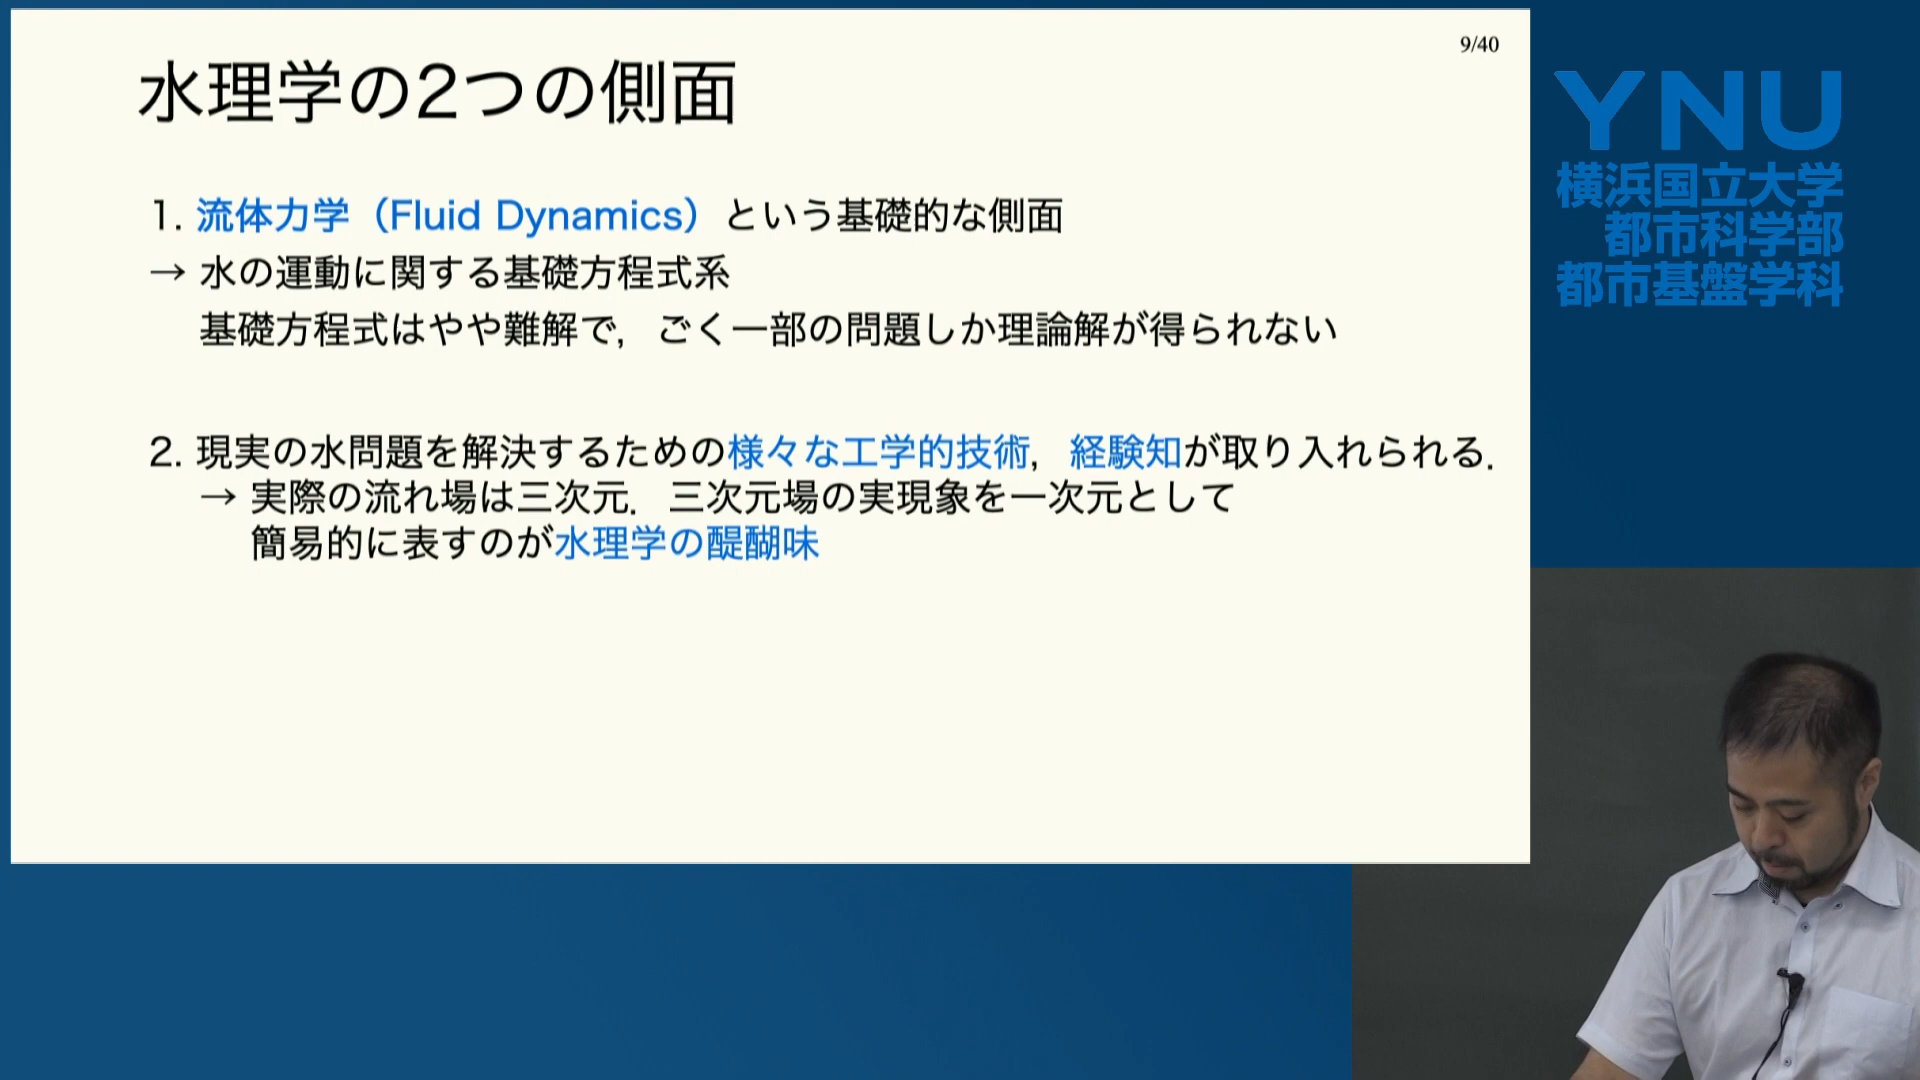 9/40
水理学の2つの側面
1. 流体力学（Fluid Dynamics）という基礎的な側面
→ 水の運動に関する基礎方程式系
基礎方程式はやや難解で，ごく一部の問題しか理論解が得られない
2. 現実の水問題を解決するための様々な工学的技術，経験知が取り入れられる．
→ 実際の流れ場は三次元．三次元場の実現象を一次元として
簡易的に表すのが水理学の醍醐味
YNU
横浜国立大学
都市科学部
都市基盤学科